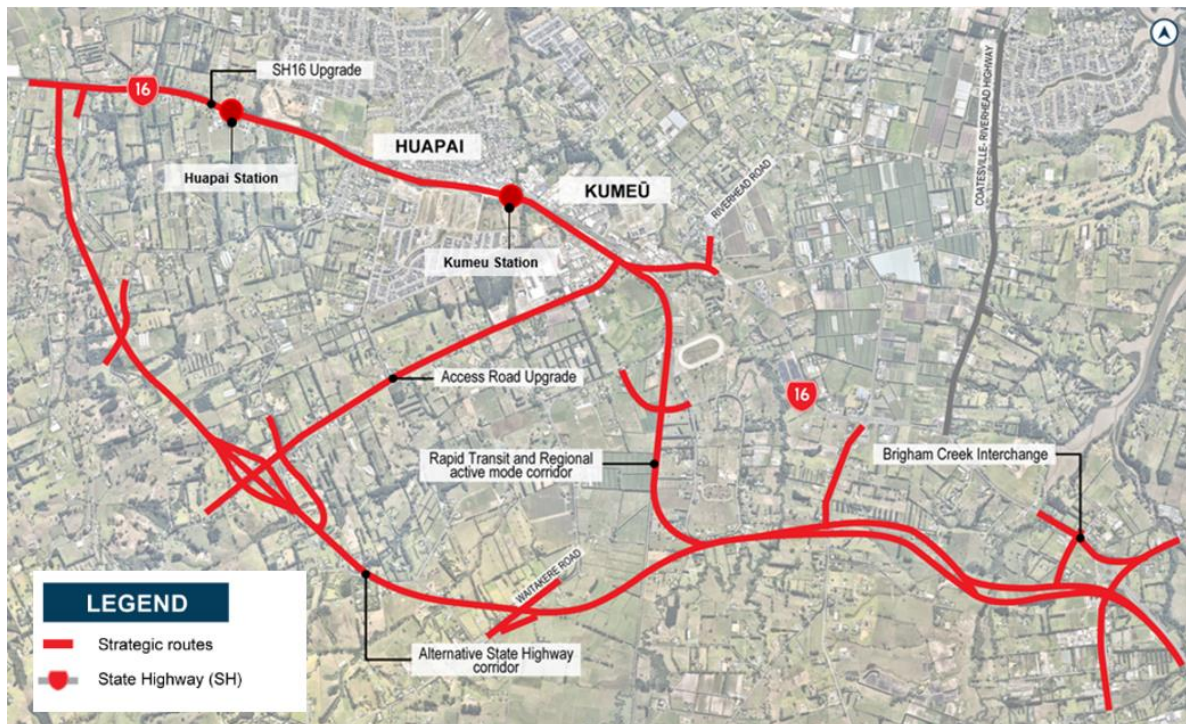 SH16 Upgrade
16
Huapai Station
HUAPAI
KUMEŪ
Kumeu Station
RIVERHEAD ROAD
COATESVILLE- RIVERHEAD HIGHWAY
Access Road Upgrade
16
Rapid Transit and Regional
active mode corridor
Brigham Creek Interchange
WAITAKERE ROAD
Alternative State Highway
corridor
LEGEND
Strategic routes
State Highway (SH)